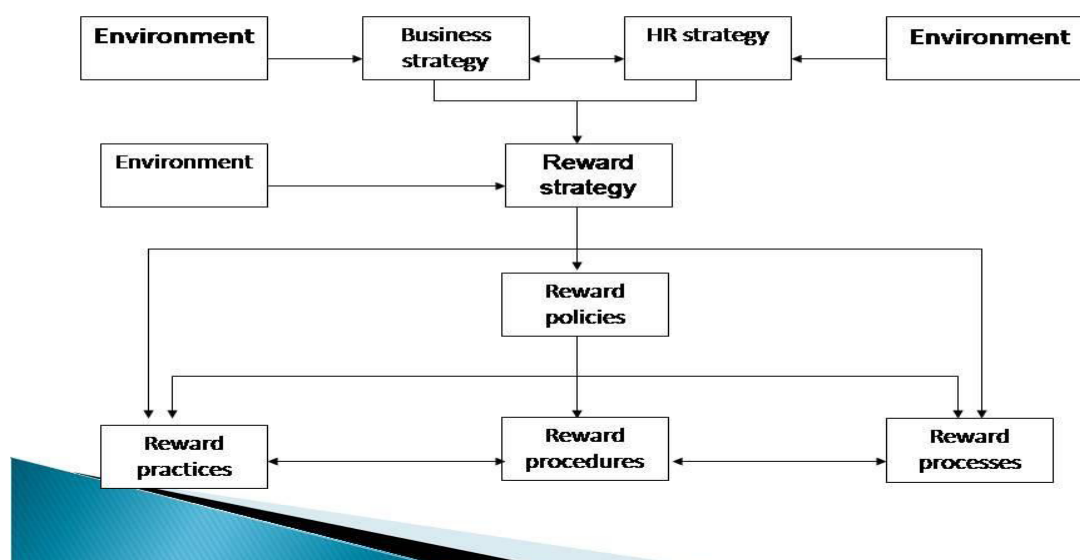 Environment
Business
strategy
HR strategy
Environment
Environment
Reward
strategy
Reward
policies
Reward
practices
Reward
procedures
Reward
processes